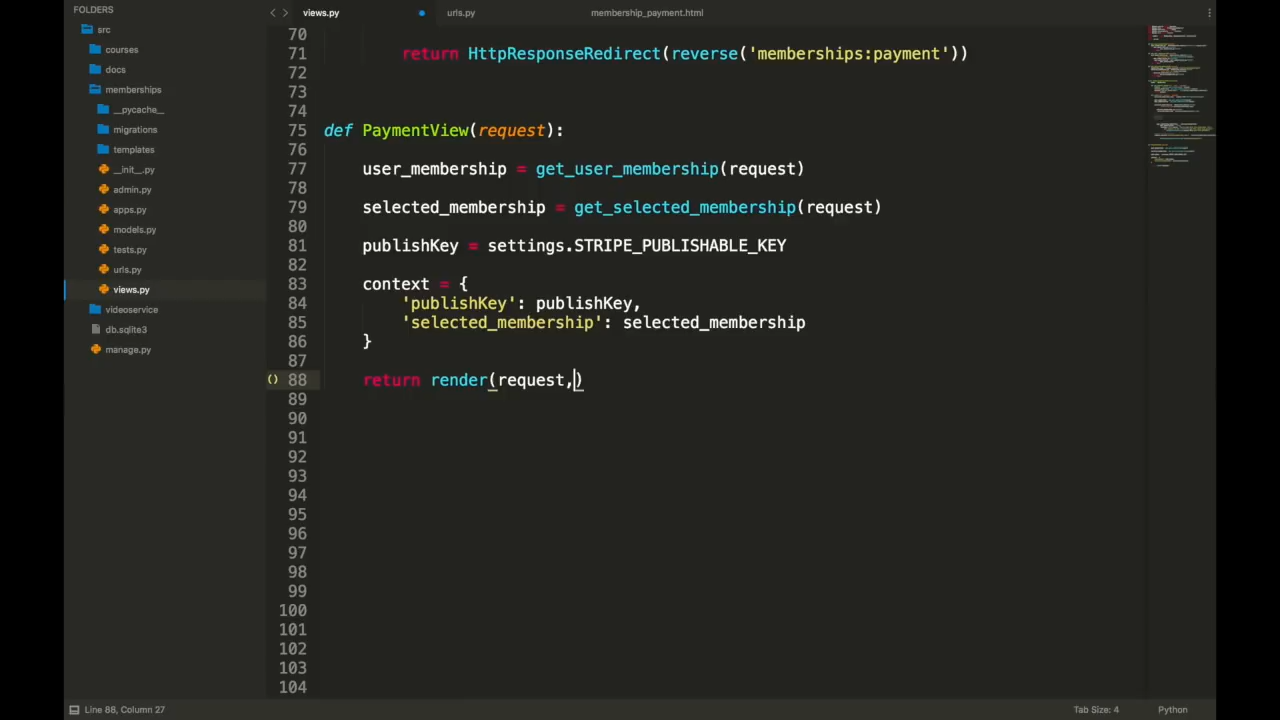 FOLDERS
src
courses
docs
memberships
__pycache__
migrations
templates
__init__.py
admin.py
apps.py
models.py
tests.py
urls.py
views.py
videoservice
db.sqlite3
manage.py
views.py urls.py membership_payment.html
70
71 return HttpResponseRedirect(reverse('memberships:payment'))
72
73
74
75 def PaymentView(request):
76
77 user_membership = get_user_membership(request)
78
79 selected_membership = get_selected_membership(request)
80
81 publishKey = settings.STRIPE_PUBLISHABLE_KEY
82
83 context = {
84 'publishKey': publishKey,
85 'selected_membership': selected_membership
86 }
87
() 88 return render(request,)
89
90
91
92
93
94
95
96
97
98
99
100
101
102
103
104
Line 88, Column 27 Tab Size: 4 Python